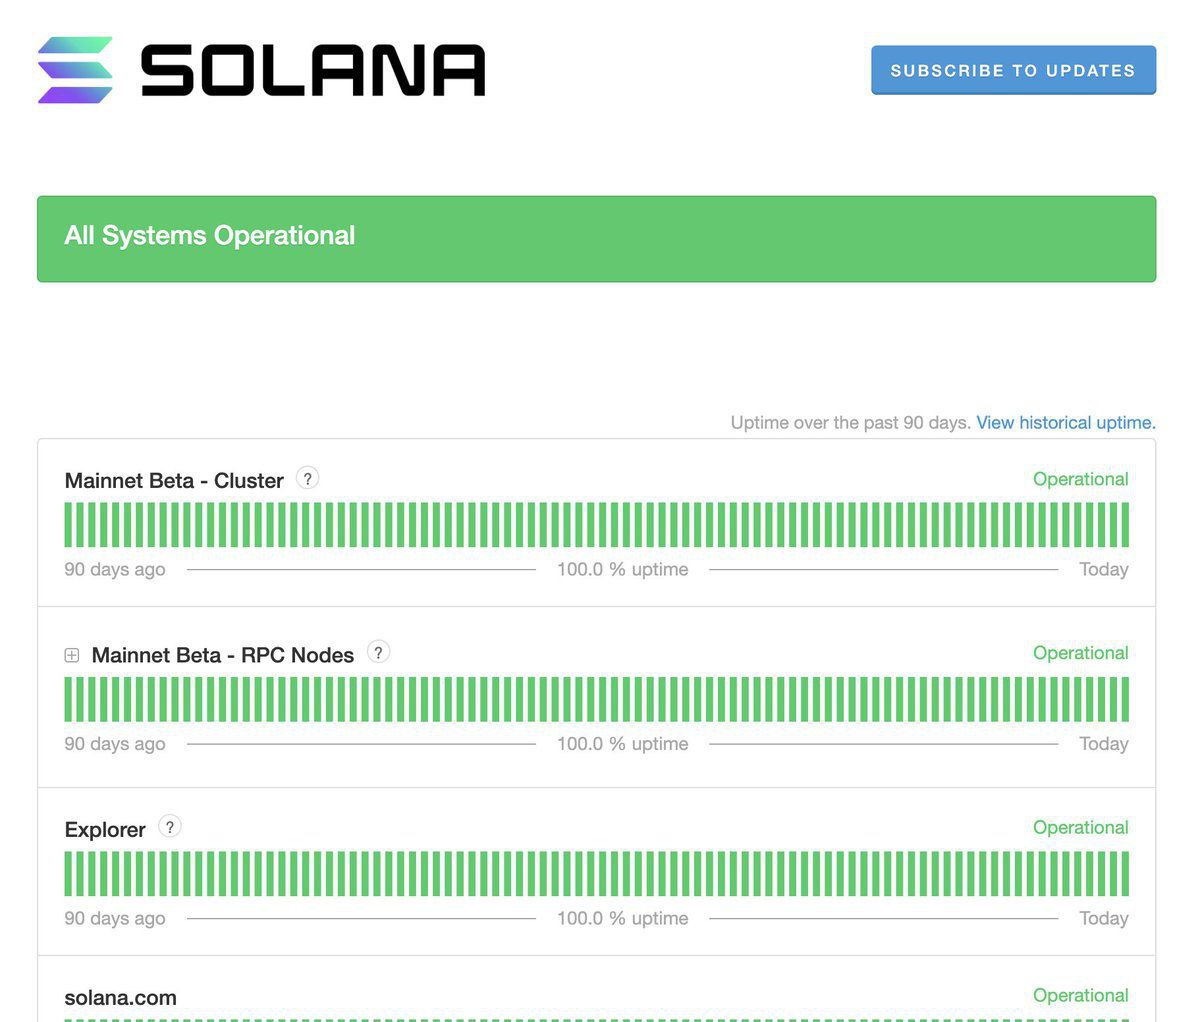 SOLANA
SUBSCRIBE TO UPDATES
All Systems Operational
Uptime over the past 90 days. View historical uptime.
Mainnet Beta - Cluster ? Operational
90 days ago 100.0 % uptime Today
Mainnet Beta - RPC Nodes ? Operational
90 days ago 100.0 % uptime Today
Explorer ? Operational
90 days ago 100.0 % uptime Today
solana.com Operational